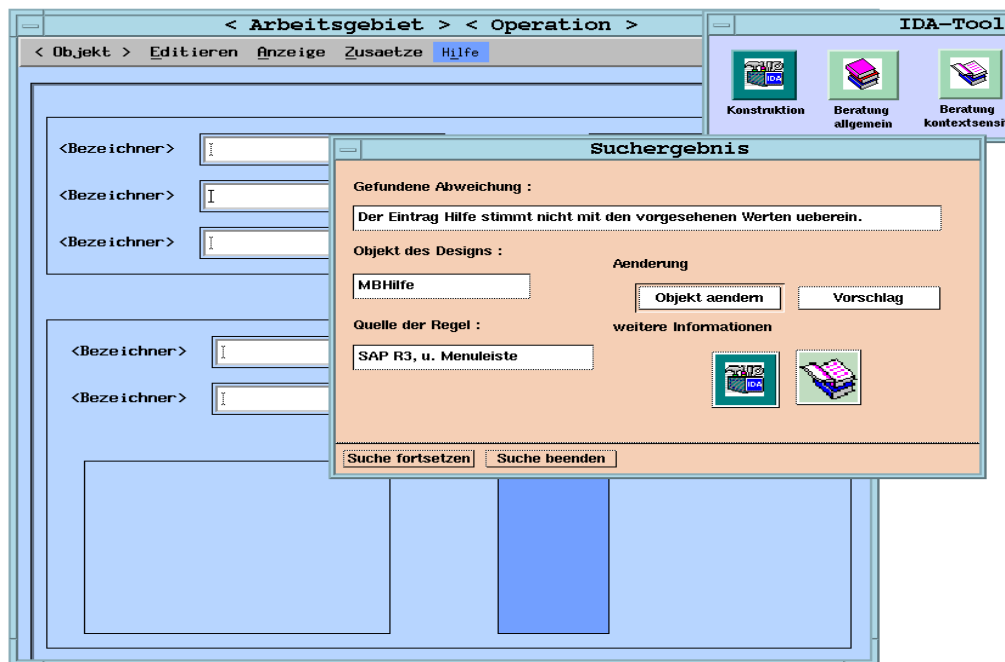 < Arbeitsgebiet > < Operation >
< Objekt > Editieren Anzeige Zusaetze Hilfe
IDA-Tool
Konstruktion
Beratung
allgemein
Beratung
kontextsensi
<Bezeichner>
<Bezeichner>
<Bezeichner>
<Bezeichner>
<Bezeichner>
Suchergebnis
Gefundene Abweichung :
Der Eintrag Hilfe stimmt nicht mit den vorgesehenen Werten ueberein.
Objekt des Designs :
MBHilfe
Aenderung
Objekt aendern
Vorschlag
Quelle der Regel :
SAP R3, u. Menuleiste
weitere Informationen
IDA
Suche fortsetzen
Suche beenden